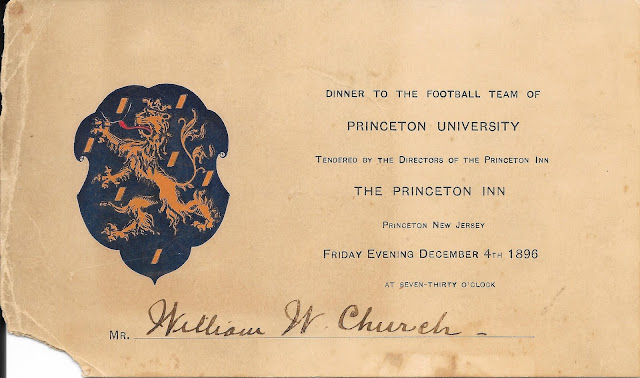 DINNER TO THE FOOTBALL TEAM OF
PRINCETON UNIVERSITY
TENDERED BY THE DIRECTORS OF THE PRINCETON INN
THE PRINCETON INN
PRINCETON NEW JERSEY
FRIDAY EVENING DECEMBER 4TH 1896
AT SEVEN-THIRTY O'CLOCK
MR. William W. Church